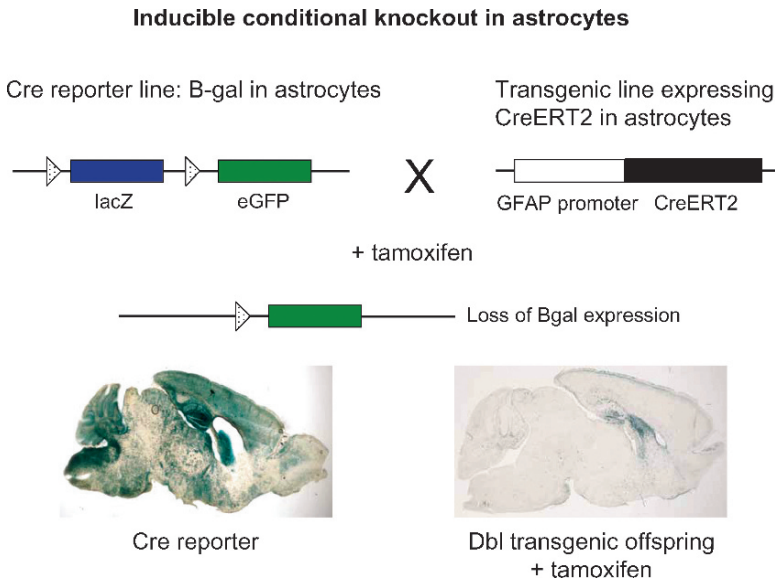 Inducible conditional knockout in astrocytes
Cre reporter line: B-gal in astrocytes
Transgenic line expressing
CreERT2 in astrocytes
X
lacZ
eGFP
GFAP promoter
CreERT2
+ tamoxifen
Loss of Bgal expression
Cre reporter
Dbl transgenic offspring
+ tamoxifen